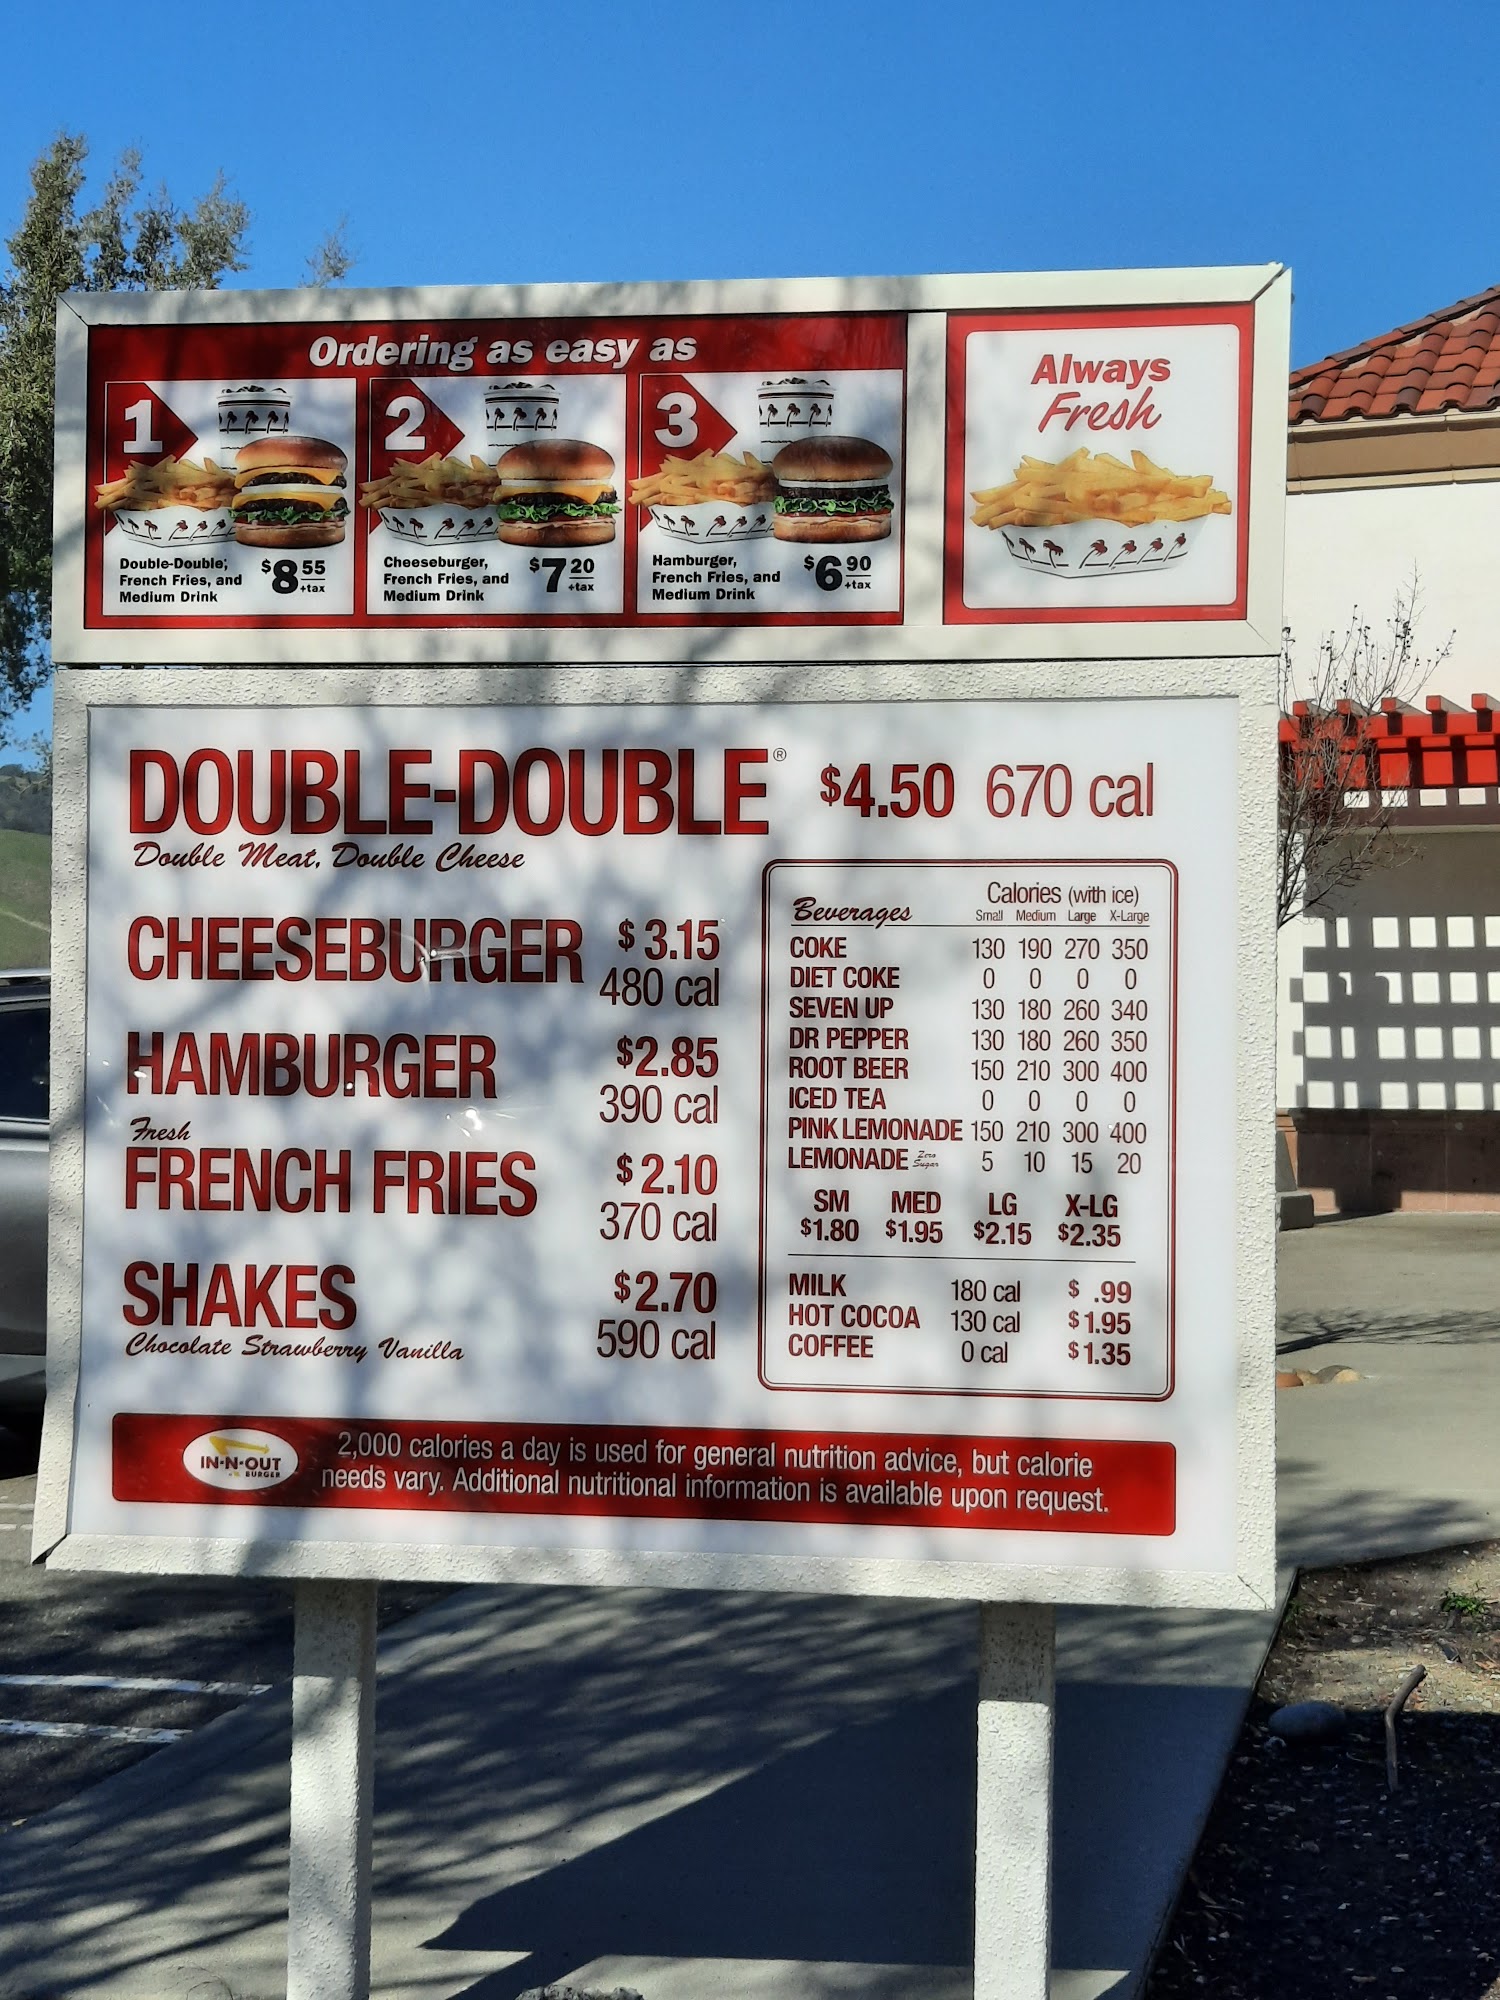 Ordering as easy as
1
Double-Double,
French Fries, and
Medium Drink
$8 55
+tax
2
Cheeseburger,
French Fries, and
Medium Drink
$7 20
+tax
3
Hamburger,
French Fries, and
Medium Drink
$6 90
+tax
Always
Fresh
DOUBLE-DOUBLE® $4.50 670 cal
Double Meat, Double Cheese
CHEESEBURGER $3.15
480 cal
HAMBURGER $2.85
390 cal
Fresh
FRENCH FRIES $2.10
370 cal
SHAKES $2.70
Chocolate Strawberry Vanilla 590 cal
Calories (with ice)
Beverages Small Medium Large X-Large
COKE 130 190 270 350
DIET COKE 0 0 0 0
SEVEN UP 130 180 260 340
DR PEPPER 130 180 260 350
ROOT BEER 150 210 300 400
ICED TEA 0 0 0 0
PINK LEMONADE 150 210 300 400
LEMONADE Zero Sugar 5 10 15 20
SM MED LG X-LG
$1.80 $1.95 $2.15 $2.35
MILK 180 cal $ .99
HOT COCOA 130 cal $1.95
COFFEE 0 cal $1.35
IN-N-OUT
BURGER
2,000 calories a day is used for general nutrition advice, but calorie
needs vary. Additional nutritional information is available upon request.